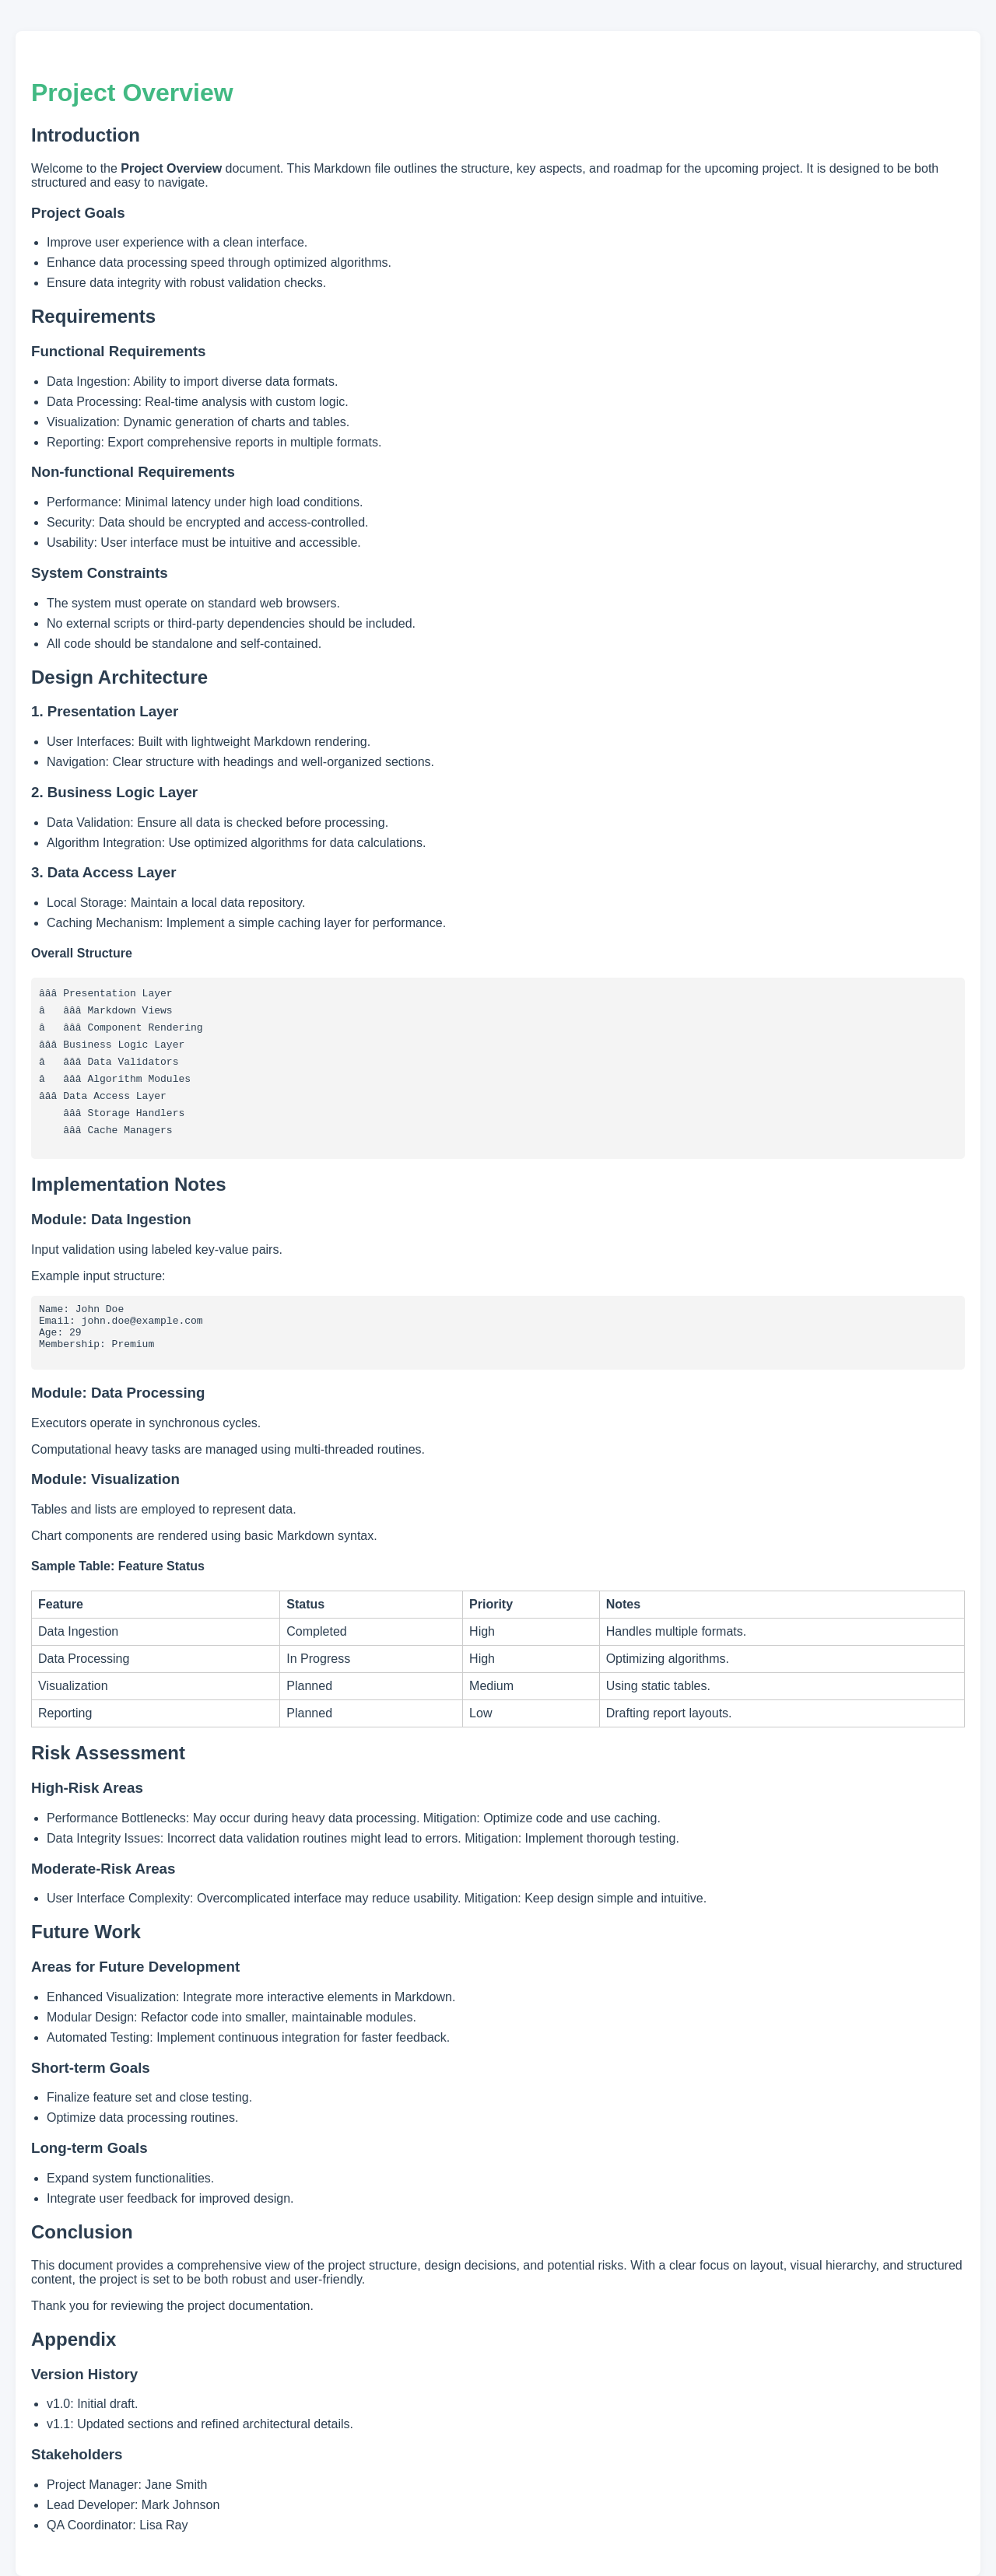 Project Overview
Introduction
Welcome to the Project Overview document. This Markdown file outlines the structure, key aspects, and roadmap for the upcoming project. It is designed to be both
structured and easy to navigate.
Project Goals
• Improve user experience with a clean interface.
• Enhance data processing speed through optimized algorithms.
• Ensure data integrity with robust validation checks.
Requirements
Functional Requirements
• Data Ingestion: Ability to import diverse data formats.
• Data Processing: Real-time analysis with custom logic.
• Visualization: Dynamic generation of charts and tables.
• Reporting: Export comprehensive reports in multiple formats.
Non-functional Requirements
• Performance: Minimal latency under high load conditions.
• Security: Data should be encrypted and access-controlled.
• Usability: User interface must be intuitive and accessible.
System Constraints
• The system must operate on standard web browsers.
• No external scripts or third-party dependencies should be included.
• All code should be standalone and self-contained.
Design Architecture
1. Presentation Layer
• User Interfaces: Built with lightweight Markdown rendering.
• Navigation: Clear structure with headings and well-organized sections.
2. Business Logic Layer
• Data Validation: Ensure all data is checked before processing.
• Algorithm Integration: Use optimized algorithms for data calculations.
3. Data Access Layer
• Local Storage: Maintain a local data repository.
• Caching Mechanism: Implement a simple caching layer for performance.
Overall Structure
âââ Presentation Layer
â   âââ Markdown Views
â   âââ Component Rendering
âââ Business Logic Layer
â   âââ Data Validators
â   âââ Algorithm Modules
âââ Data Access Layer
    âââ Storage Handlers
    âââ Cache Managers
Implementation Notes
Module: Data Ingestion
Input validation using labeled key-value pairs.
Example input structure:
Name: John Doe
Email: john.doe@example.com
Age: 29
Membership: Premium
Module: Data Processing
Executors operate in synchronous cycles.
Computational heavy tasks are managed using multi-threaded routines.
Module: Visualization
Tables and lists are employed to represent data.
Chart components are rendered using basic Markdown syntax.
Sample Table: Feature Status
Feature Status Priority Notes
Data Ingestion Completed High Handles multiple formats.
Data Processing In Progress High Optimizing algorithms.
Visualization Planned Medium Using static tables.
Reporting Planned Low Drafting report layouts.
Risk Assessment
High-Risk Areas
• Performance Bottlenecks: May occur during heavy data processing. Mitigation: Optimize code and use caching.
• Data Integrity Issues: Incorrect data validation routines might lead to errors. Mitigation: Implement thorough testing.
Moderate-Risk Areas
• User Interface Complexity: Overcomplicated interface may reduce usability. Mitigation: Keep design simple and intuitive.
Future Work
Areas for Future Development
• Enhanced Visualization: Integrate more interactive elements in Markdown.
• Modular Design: Refactor code into smaller, maintainable modules.
• Automated Testing: Implement continuous integration for faster feedback.
Short-term Goals
• Finalize feature set and close testing.
• Optimize data processing routines.
Long-term Goals
• Expand system functionalities.
• Integrate user feedback for improved design.
Conclusion
This document provides a comprehensive view of the project structure, design decisions, and potential risks. With a clear focus on layout, visual hierarchy, and structured
content, the project is set to be both robust and user-friendly.
Thank you for reviewing the project documentation.
Appendix
Version History
• v1.0: Initial draft.
• v1.1: Updated sections and refined architectural details.
Stakeholders
• Project Manager: Jane Smith
• Lead Developer: Mark Johnson
• QA Coordinator: Lisa Ray